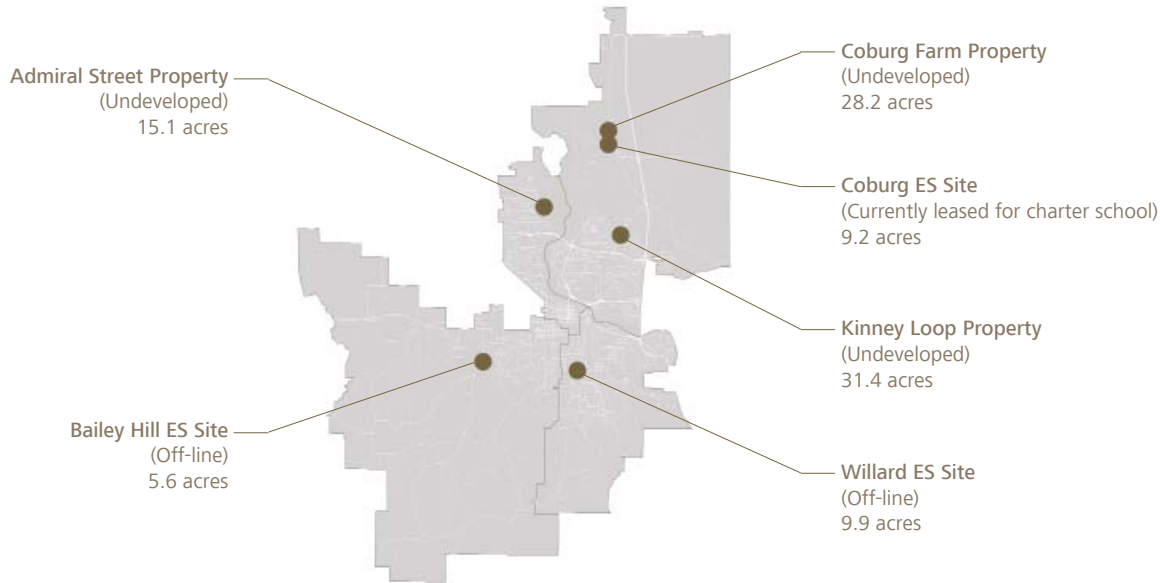 Admiral Street Property
(Undeveloped)
15.1 acres
Bailey Hill ES Site
(Off-line)
5.6 acres
Coburg Farm Property
(Undeveloped)
28.2 acres
Coburg ES Site
(Currently leased for charter school)
9.2 acres
Kinney Loop Property
(Undeveloped)
31.4 acres
Willard ES Site
(Off-line)
9.9 acres